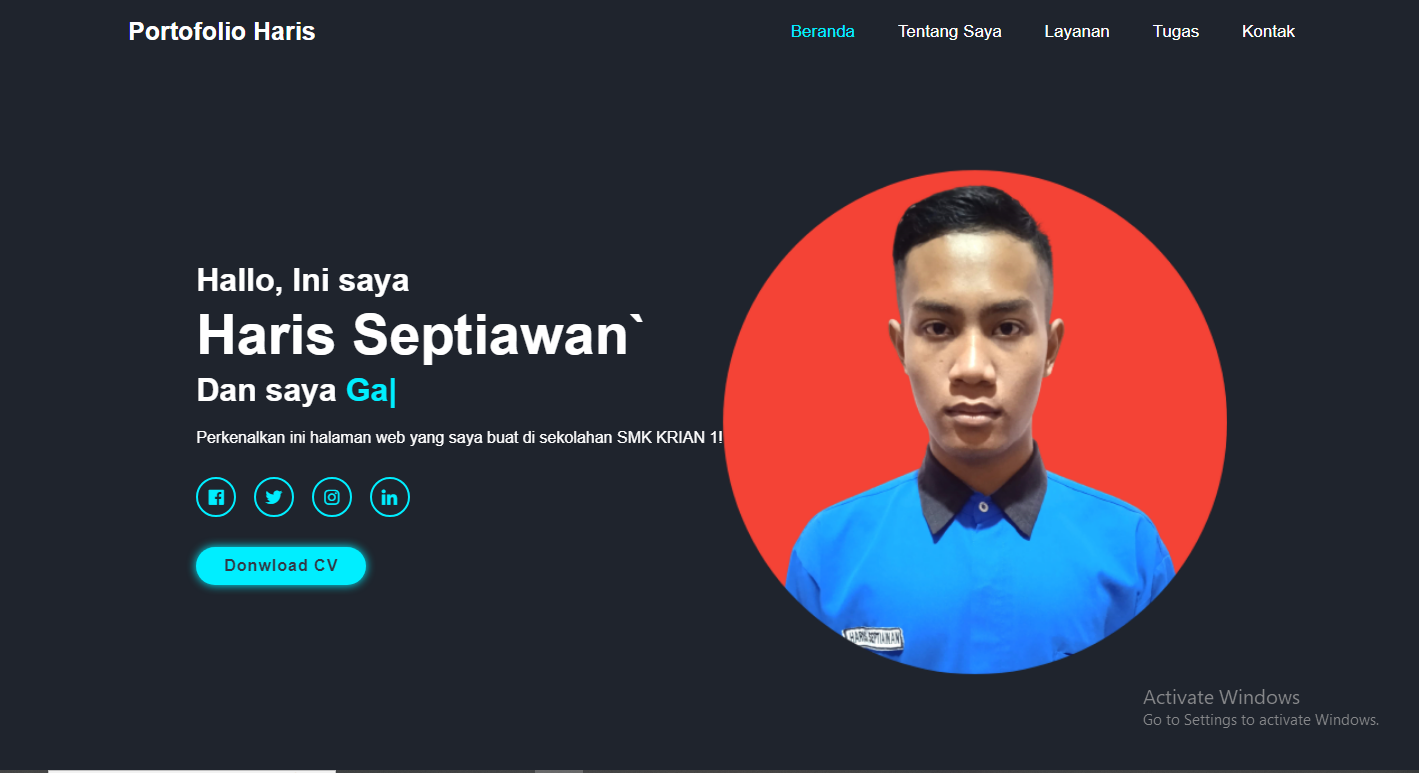 Portofolio Haris
Beranda Tentang Saya Layanan Tugas Kontak
Hallo, Ini saya
Haris Septiawan`
Dan saya Ga|
Perkenalkan ini halaman web yang saya buat di sekolahan SMK KRIAN 1!
Donwload CV
HARIS SEPTIAWAN
Activate Windows
Go to Settings to activate Windows.